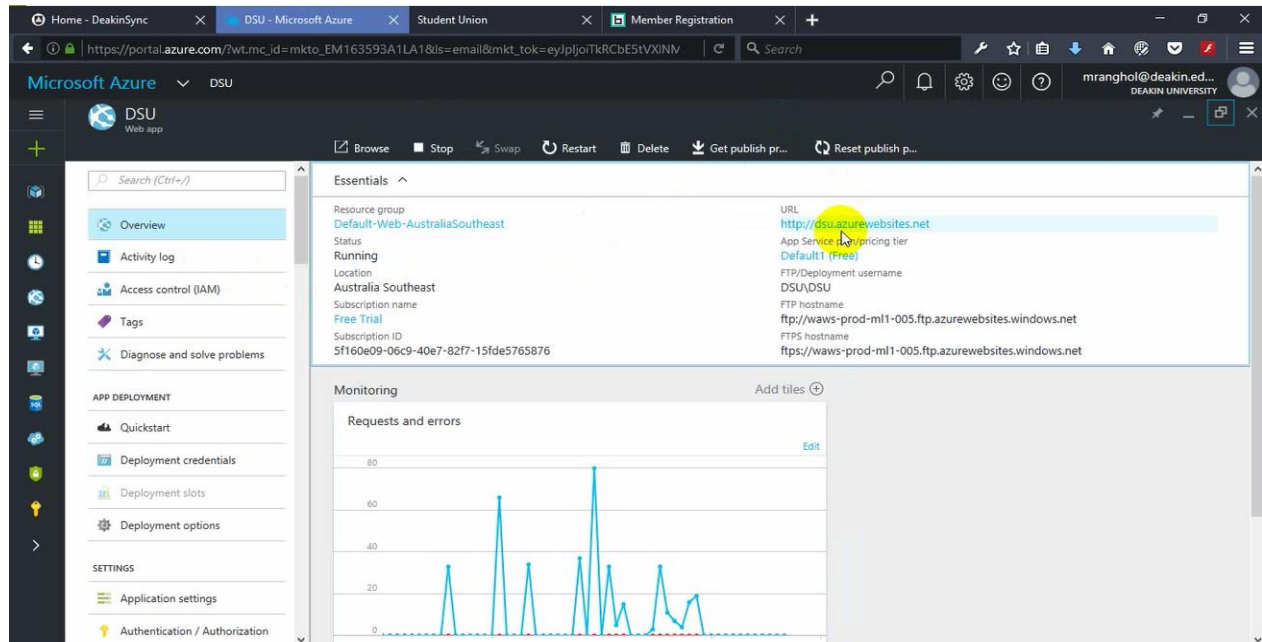 Home - DeakinSync
DSU - Microsoft Azure
Student Union
Member Registration
https://portal.azure.com/?wt.mc_id=mkto_EM163593A1LA1&ls=email&mkt_tok=
Search
Microsoft Azure DSU
mranghol@deakin.ed...
DEAKIN UNIVERSITY
DSU
Web app
Browse Stop Swap Restart Delete Get publish pr... Reset publish p...
Search (Ctrl+/)
Overview
Activity log
Access control (IAM)
Tags
Diagnose and solve problems
APP DEPLOYMENT
Quickstart
Deployment credentials
Deployment slots
Deployment options
SETTINGS
Application settings
Authentication / Authorization
Essentials
Resource group
Default-Web-AustraliaSoutheast
Status
Running
Location
Australia Southeast
Subscription name
Free Trial
Subscription ID
5f160e09-06c9-40e7-82f7-15fde5765876
URL
http://dsu.azurewebsites.net
App Service plan/pricing tier
Default1 (Free)
FTP/Deployment username
DSU\DSU
FTP hostname
ftp://waws-prod-ml1-005.ftp.azurewebsites.windows.net
FTPS hostname
ftps://waws-prod-ml1-005.ftp.azurewebsites.windows.net
Monitoring
Add tiles
Requests and errors
Edit
80
60
40
20
0